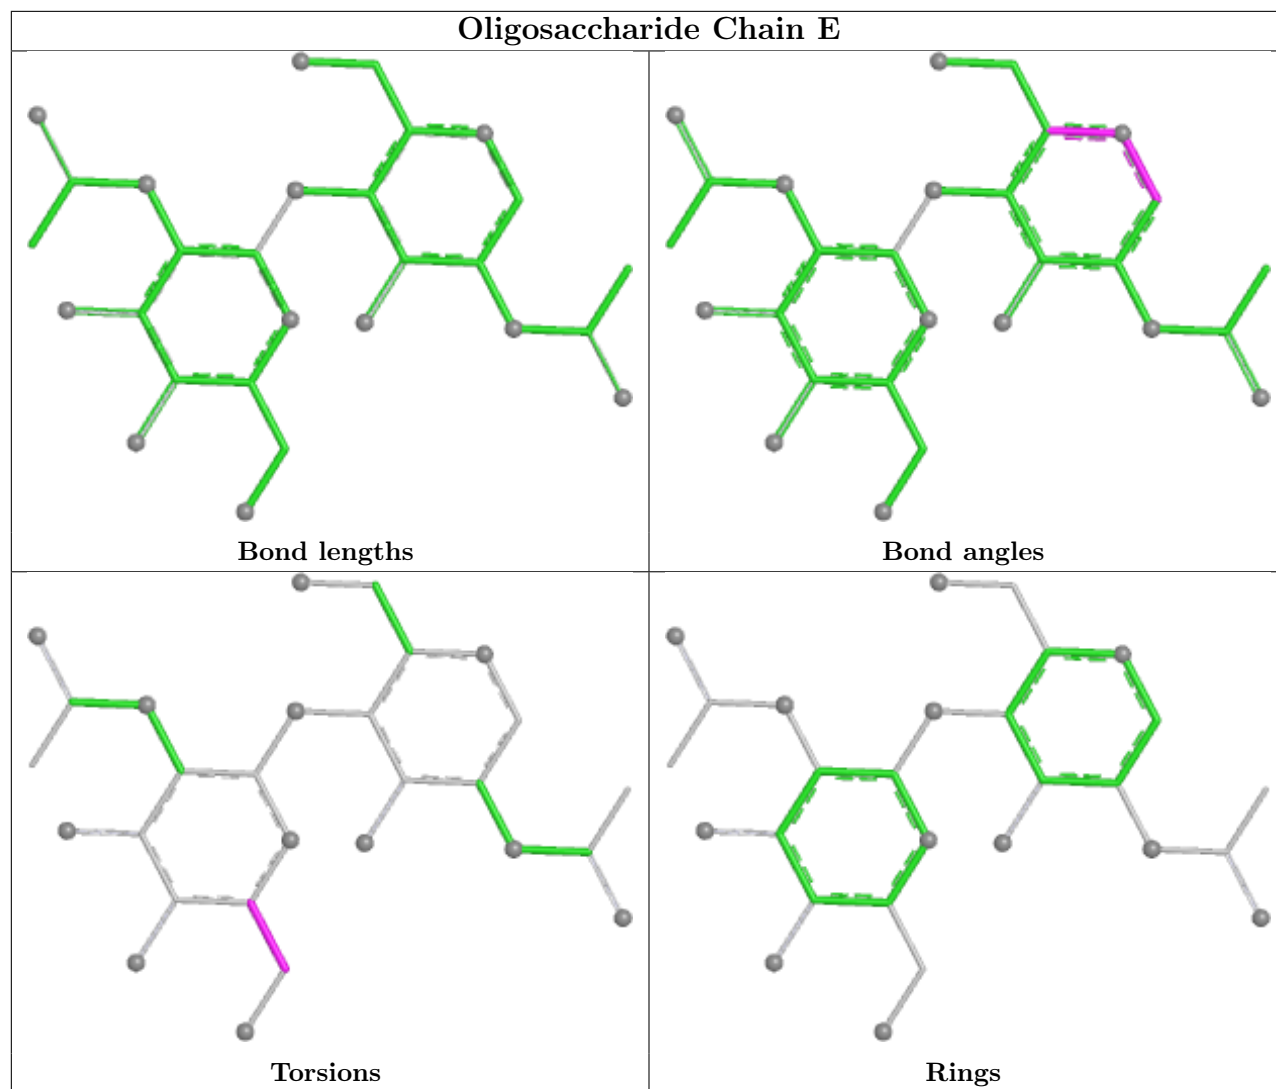 Oligosaccharide Chain E
Bond lengths
Bond angles
Torsions
Rings